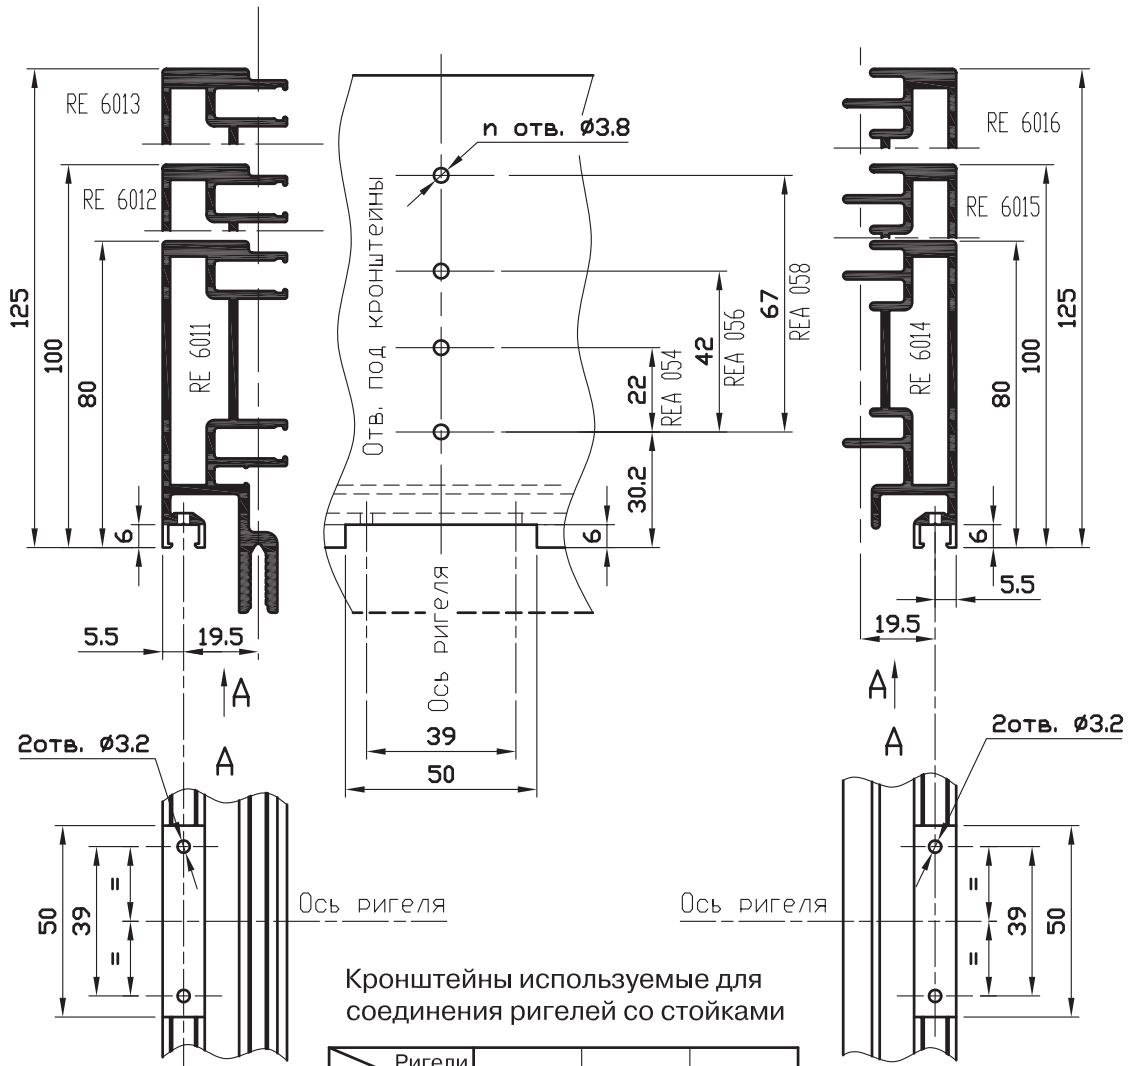 RE 6013
n отв. Ø3.8
RE 6016
RE 6012
RE 6015
Отв. под кронштейны
125
100
80
RE 6011
67
REA 058
42
REA 056
22
REA 054
30.2
RE 6014
80
100
125
6
6
6
5.5
19.5
Ось ригеля
5.5
19.5
А
А
2отв. Ø3.2
А
39
50
А
2отв. Ø3.2
50
39
=
=
Ось ригеля
Ось ригеля
=
=
39
50
Кронштейны используемые для
соединения ригелей со стойками
Ригели